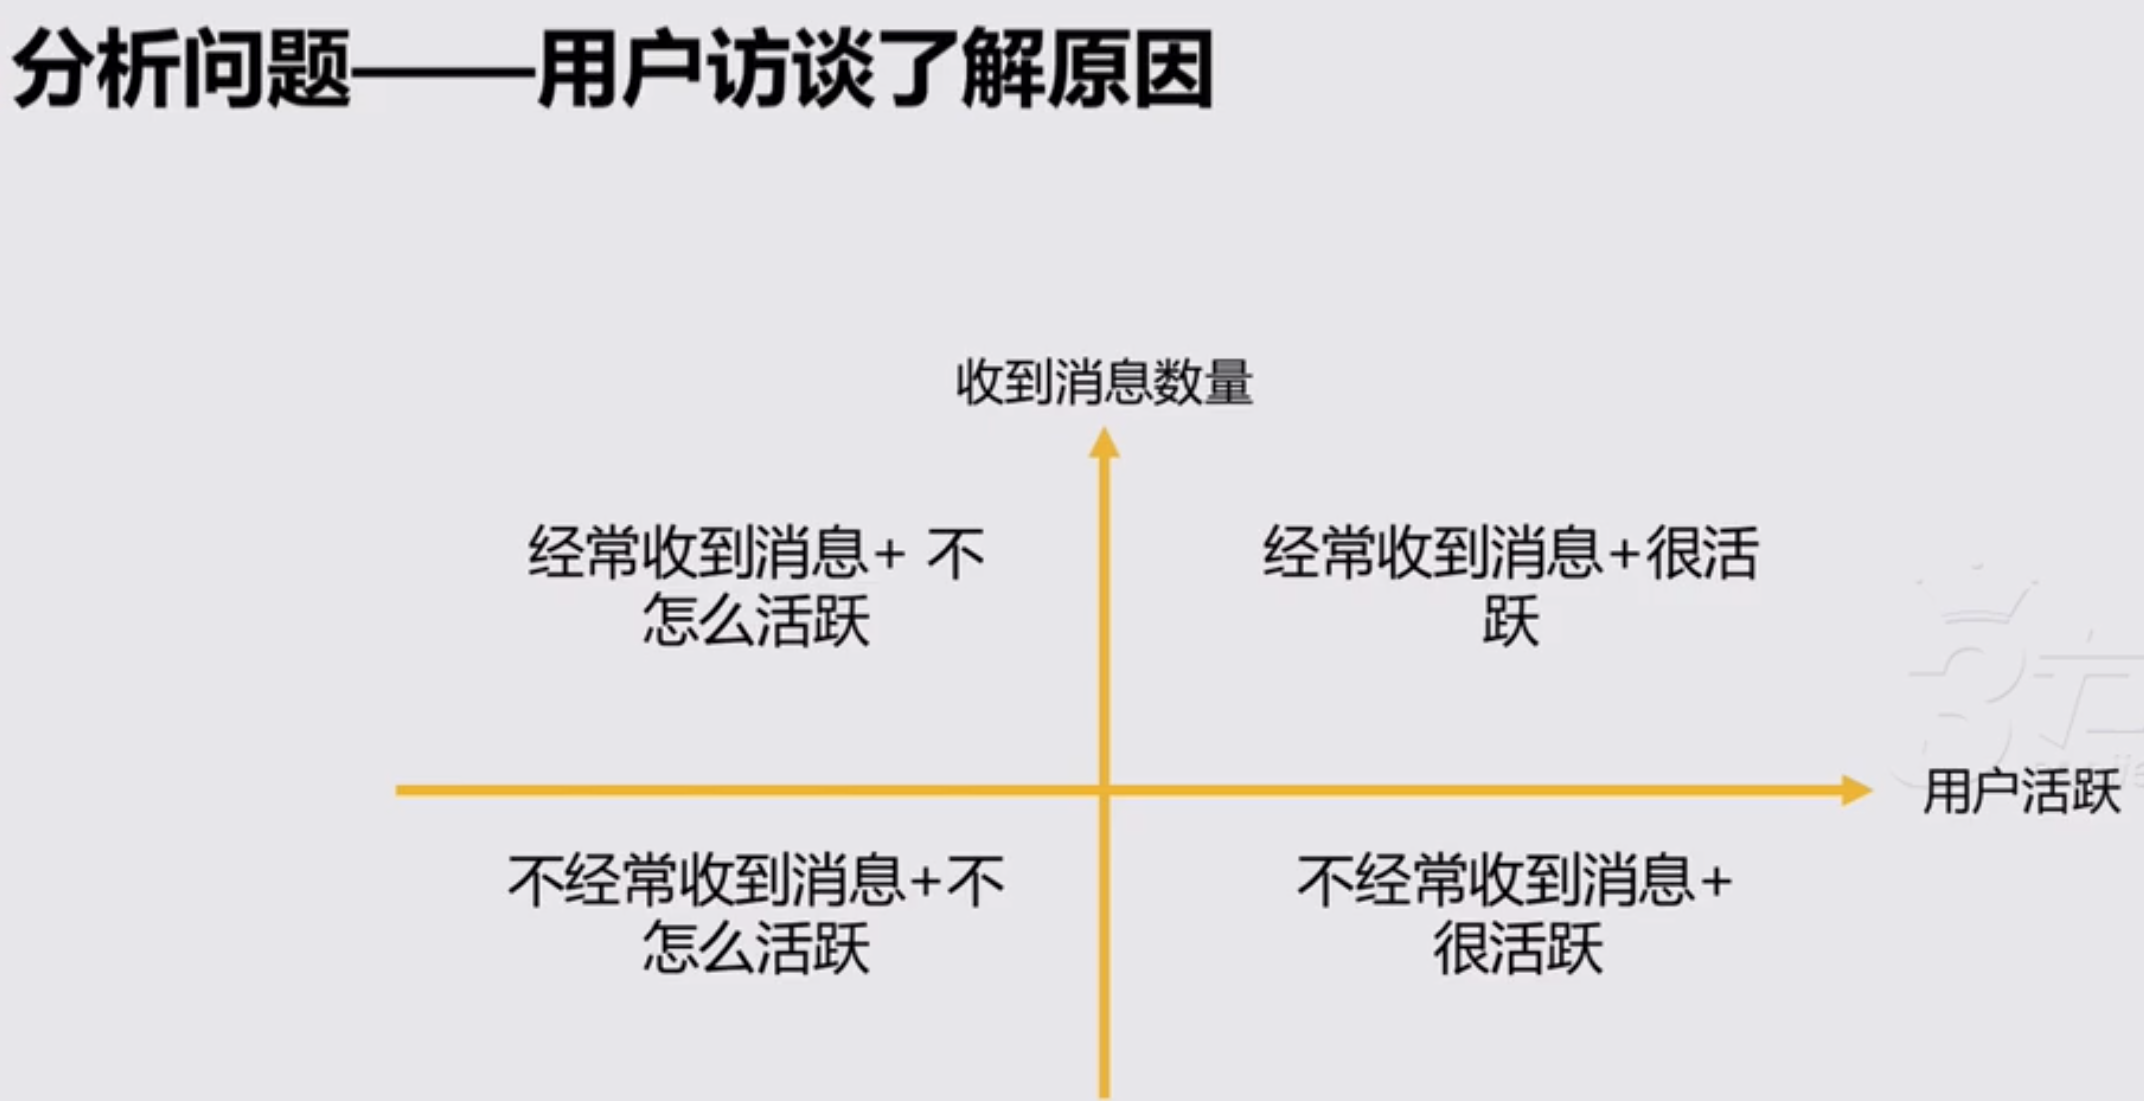 分析问题——用户访谈了解原因
收到消息数量
经常收到消息+ 不
怎么活跃
经常收到消息+很活
跃
用户活跃
不经常收到消息+不
怎么活跃
不经常收到消息+
很活跃